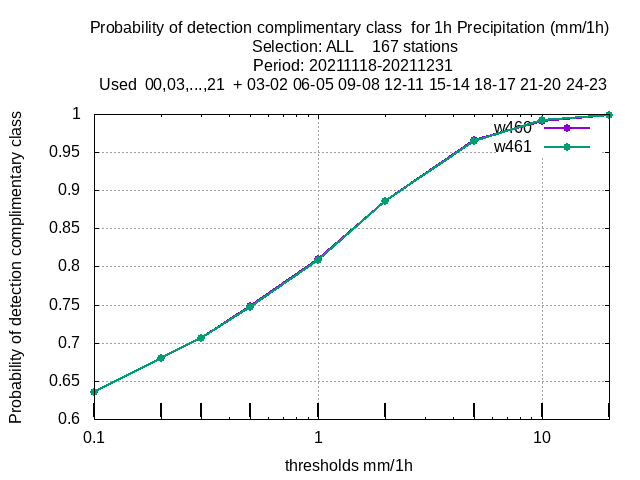 Probability of detection complimentary class  for 1h Precipitation (mm/1h)
Selection: ALL    167 stations
Period: 20211118-20211231
Used  00,03,...,21  + 03-02 06-05 09-08 12-11 15-14 18-17 21-20 24-23
Probability of detection complimentary class
1
0.95
0.9
0.85
0.8
0.75
0.7
0.65
0.6
w460
w461
0.1
1
10
thresholds mm/1h